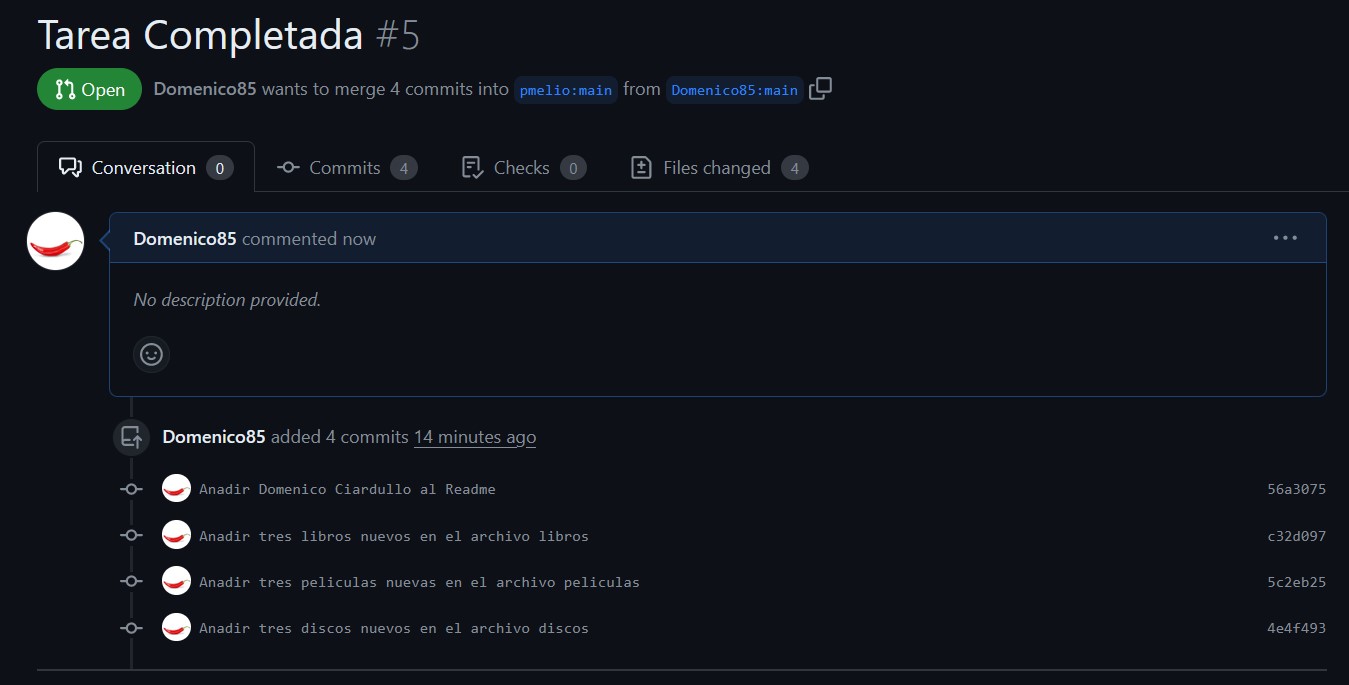 Tarea Completada #5
Open Domenico85 wants to merge 4 commits into pmelio:main from Domenico85:main
Conversation 0 Commits 4 Checks 0 Files changed 4
Domenico85 commented now
No description provided.
Domenico85 added 4 commits 14 minutes ago
Anadir Domenico Ciardullo al Readme 56a3075
Anadir tres libros nuevos en el archivo libros c32d097
Anadir tres peliculas nuevas en el archivo peliculas 5c2eb25
Anadir tres discos nuevos en el archivo discos 4e4f493